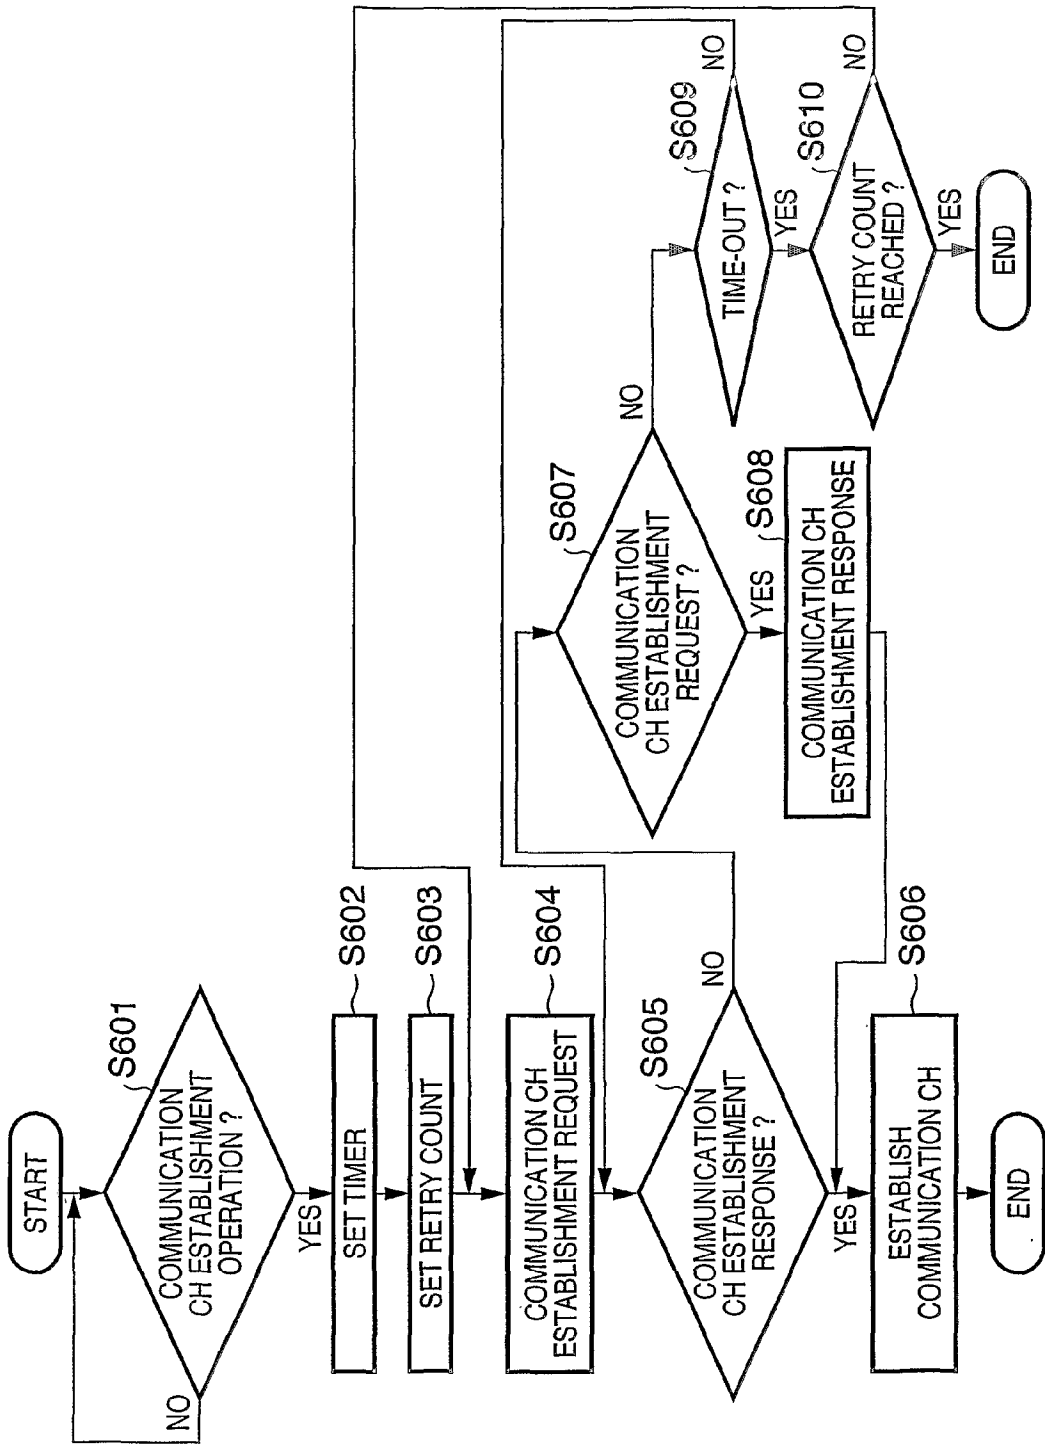 START
S601
COMMUNICATION
CH ESTABLISHMENT
OPERATION ?
NO
YES
S602
SET TIMER
S603
SET RETRY COUNT
S604
COMMUNICATION CH
ESTABLISHMENT REQUEST
S605
COMMUNICATION
CH ESTABLISHMENT
RESPONSE ?
NO
YES
S606
ESTABLISH
COMMUNICATION CH
END
S607
COMMUNICATION
CH ESTABLISHMENT
REQUEST ?
NO
YES
S608
COMMUNICATION CH
ESTABLISHMENT RESPONSE
S609
TIME-OUT ?
NO
YES
S610
RETRY COUNT
REACHED ?
NO
YES
END